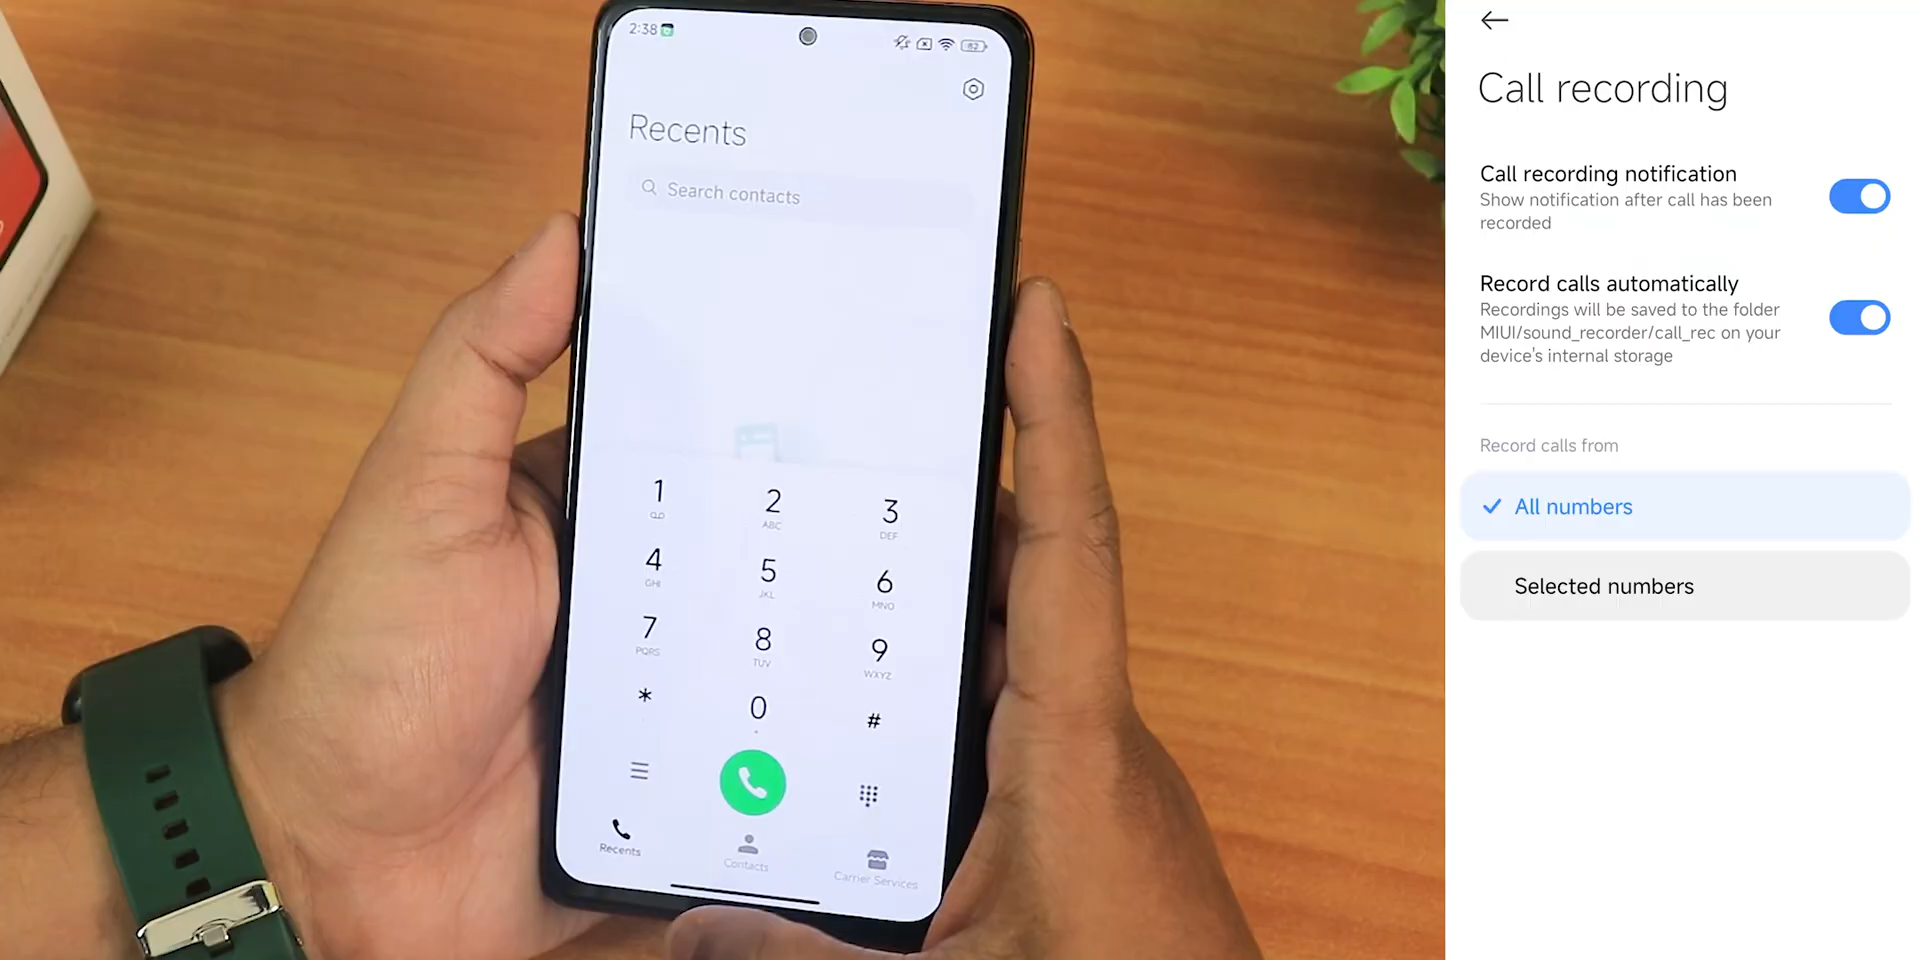 2:38
62
Recents
Search contacts
1
2
ABC
3
DEF
4
GHI
5
JKL
6
MNO
7
PQRS
8
TUV
9
WXYZ
*
0
#
Recents
Contacts
Carrier Services
Call recording
Call recording notification
Show notification after call has been
recorded
Record calls automatically
Recordings will be saved to the folder
MIUI/sound_recorder/call_rec on your
device's internal storage
Record calls from
All numbers
Selected numbers